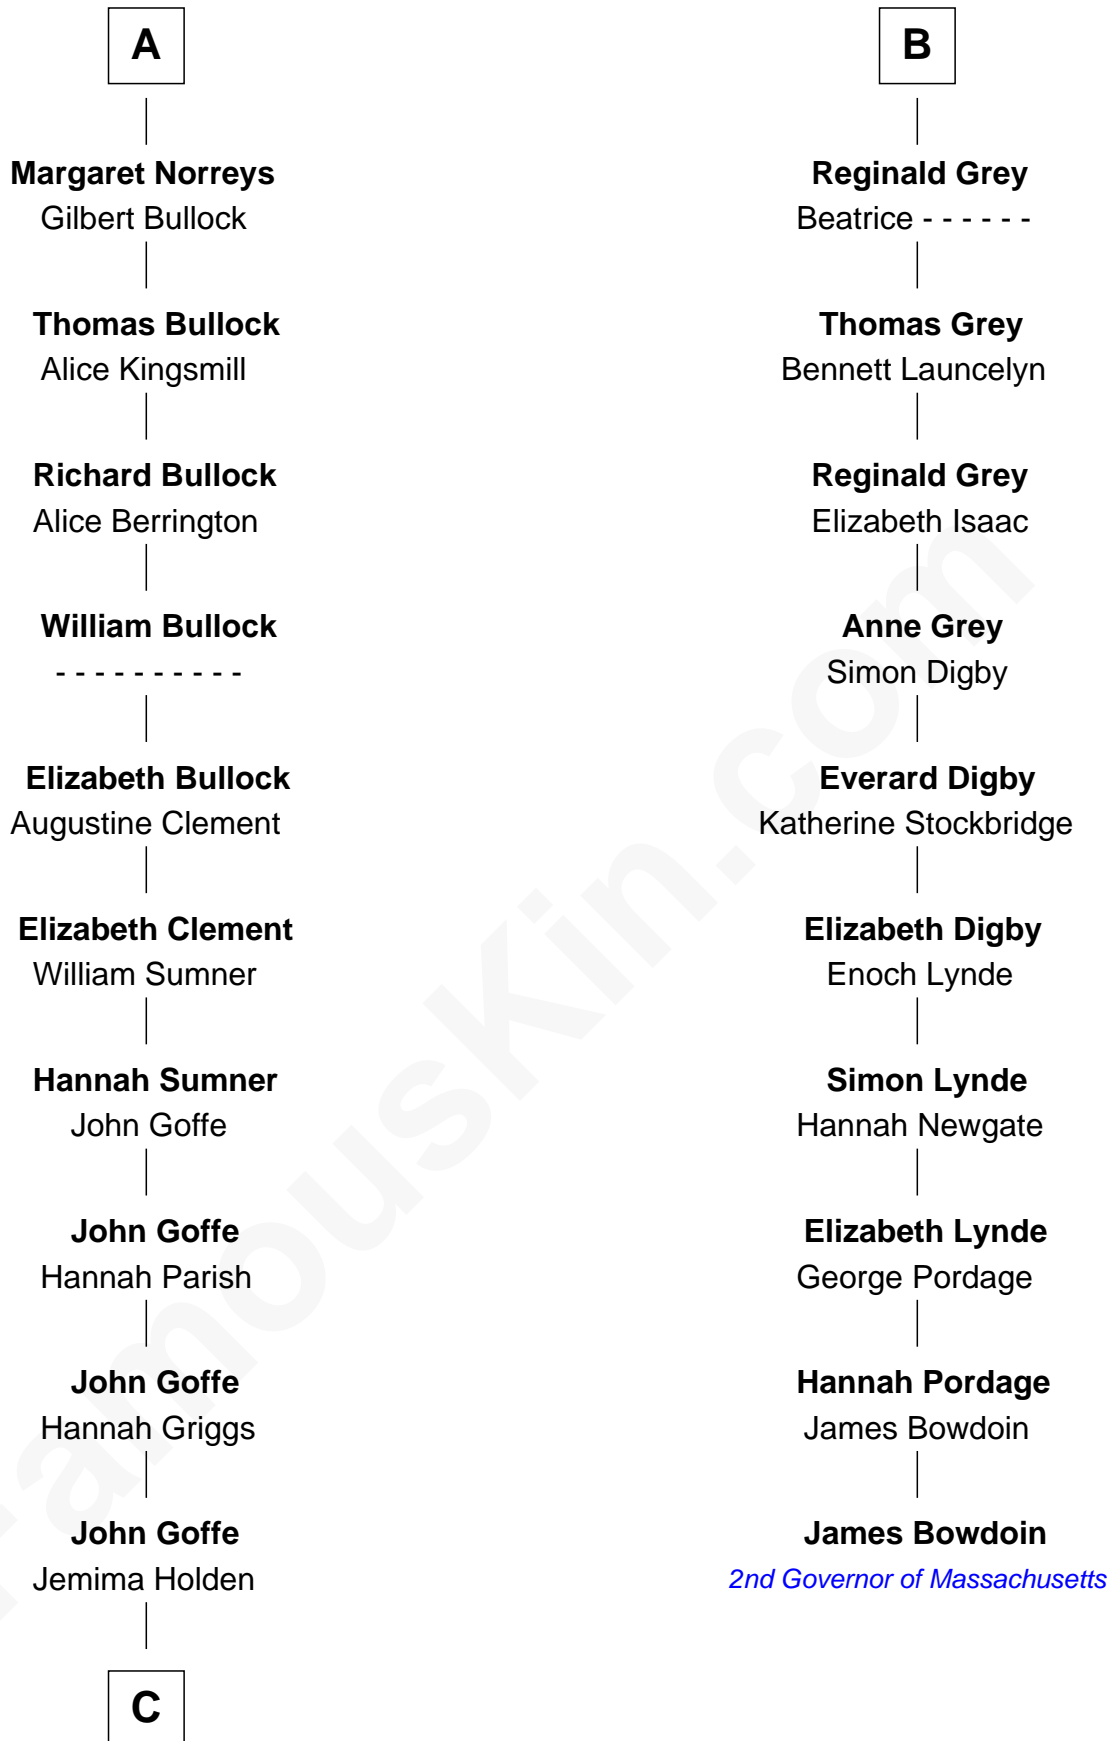 A
Margaret Norreys
Gilbert Bullock
Thomas Bullock
Alice Kingsmill
Richard Bullock
Alice Berrington
William Bullock
- - - - - - - - - -
Elizabeth Bullock
Augustine Clement
Elizabeth Clement
William Sumner
Hannah Sumner
John Goffe
John Goffe
Hannah Parish
John Goffe
Hannah Griggs
John Goffe
Jemima Holden
C
B
Reginald Grey
Beatrice - - - - - -
Thomas Grey
Bennett Launcelyn
Reginald Grey
Elizabeth Isaac
Anne Grey
Simon Digby
Everard Digby
Katherine Stockbridge
Elizabeth Digby
Enoch Lynde
Simon Lynde
Hannah Newgate
Elizabeth Lynde
George Pordage
Hannah Pordage
James Bowdoin
James Bowdoin
2nd Governor of Massachusetts
FamousKin.com